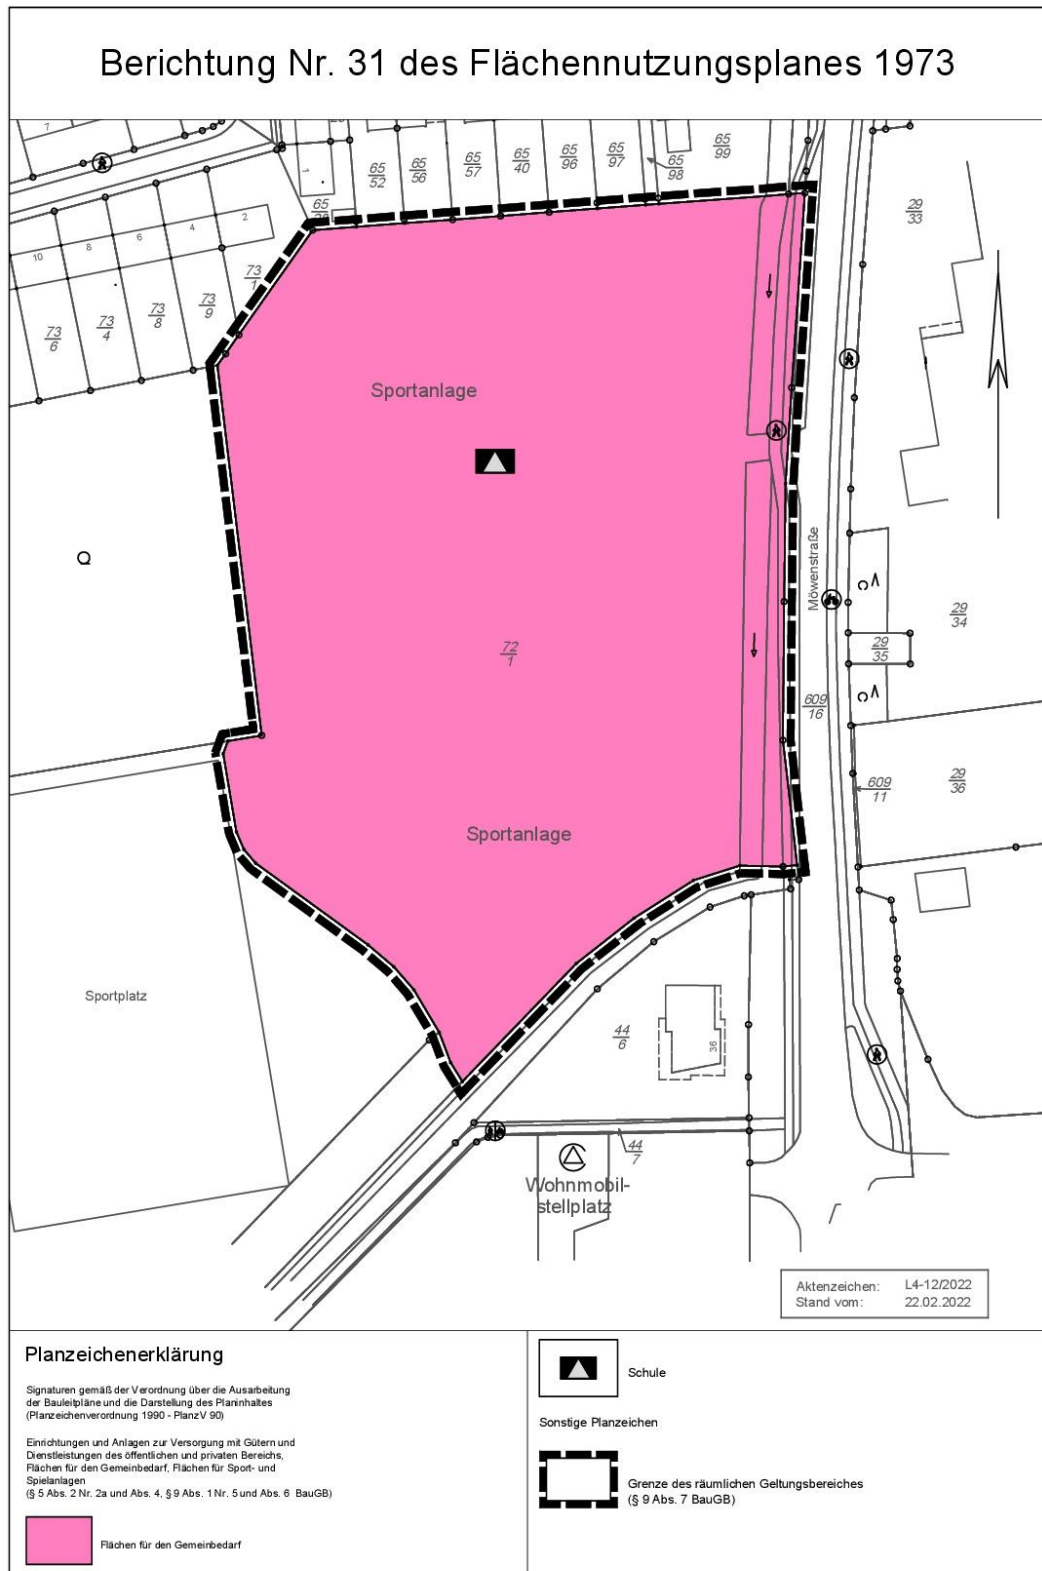 Berichtung Nr. 31 des Flächennutzungsplanes 1973
7
1
65
52
65
56
65
57
65
40
65
96
65
97
65
98
65
99
29
33
2
4
6
8
10
73
1
73
9
73
8
73
4
73
6
Sportanlage
Möwenstraße
72
1
29
34
29
35
609
16
609
11
29
36
Sportanlage
Sportplatz
44
6
36
44
7
Wohnmobil-
stellplatz
Aktenzeichen: L4-12/2022
Stand vom: 22.02.2022
Planzeichenerklärung
Signaturen gemäß der Verordnung über die Ausarbeitung
der Bauleitpläne und die Darstellung des Planinhaltes
(Planzeichenverordnung 1990 - PlanzV 90)
Einrichtungen und Anlagen zur Versorgung mit Gütern und
Dienstleistungen des öffentlichen und privaten Bereichs,
Flächen für den Gemeinbedarf, Flächen für Sport- und
Spielanlagen
(§ 5 Abs. 2 Nr. 2a und Abs. 4, § 9 Abs. 1 Nr. 5 und Abs. 6 BauGB)
Flächen für den Gemeinbedarf
Schule
Sonstige Planzeichen
Grenze des räumlichen Geltungsbereiches
(§ 9 Abs. 7 BauGB)